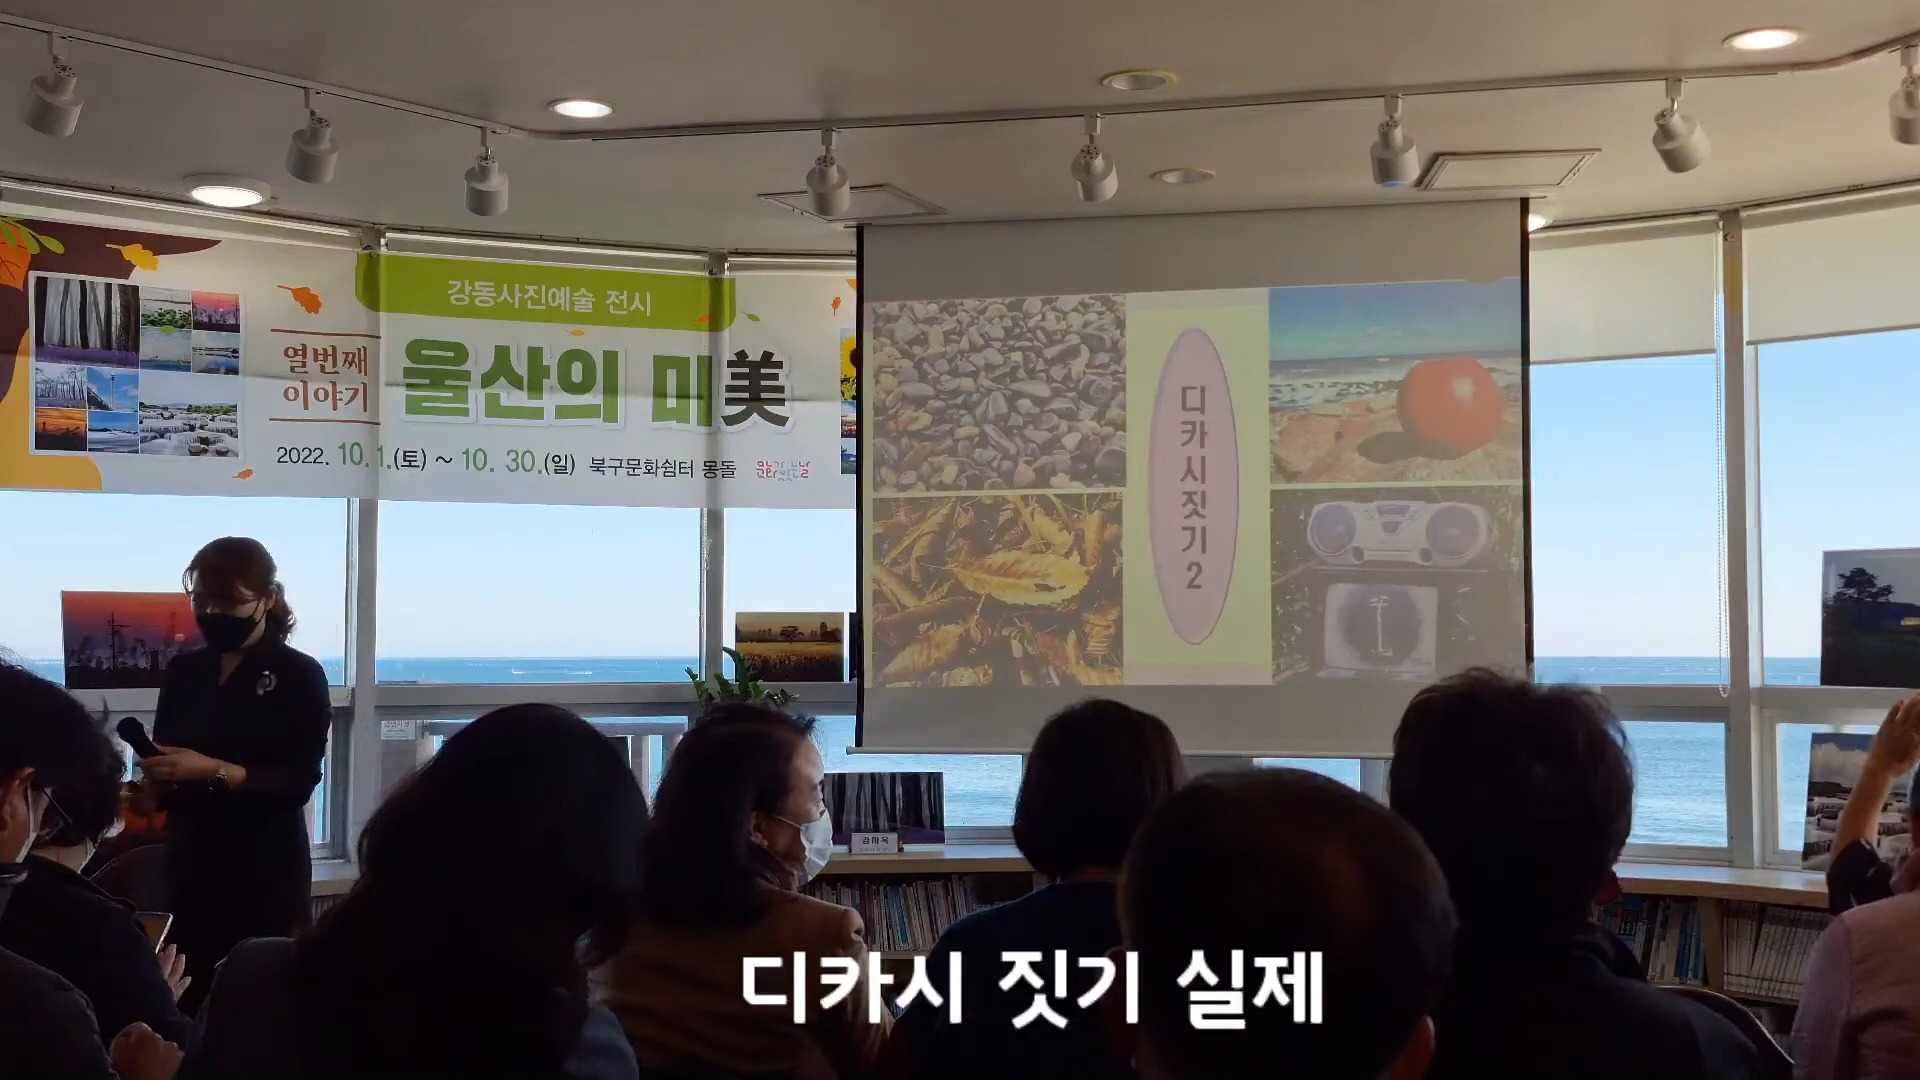 강동사진예술 전시
열번째
이야기
울산의 미美
2022. 10. 1.(토) ~ 10. 30.(일) 북구문화쉼터 몽돌
디카시짓기2
디카시 짓기 실제